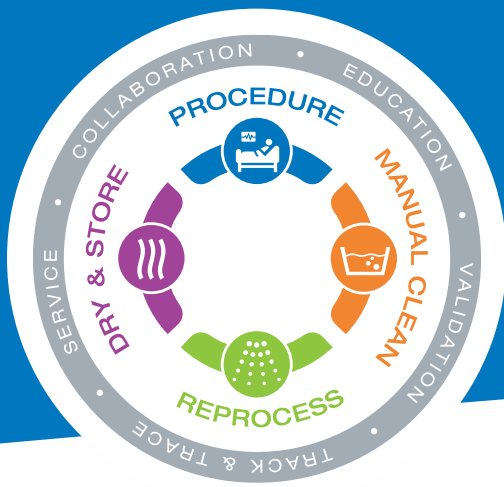 COLLABORATION • EDUCATION • VALIDATION • TRACK & TRACE • SERVICE •
PROCEDURE
MANUAL CLEAN
REPROCESS
DRY & STORE